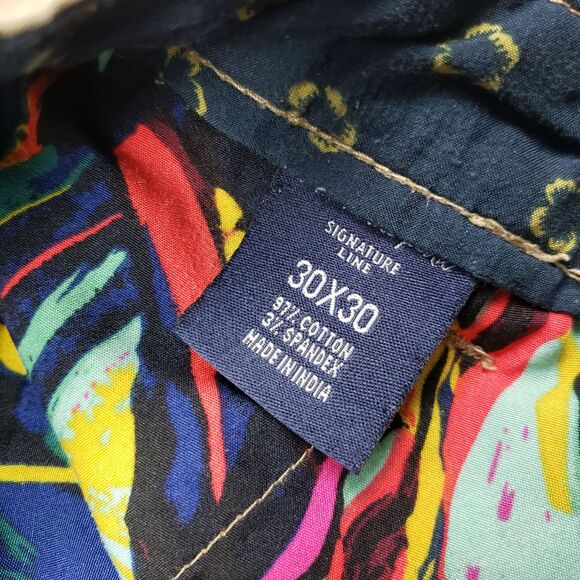 SIGNATURE
LINE
30X30
97% COTTON
3% SPANDEX
MADE IN INDIA